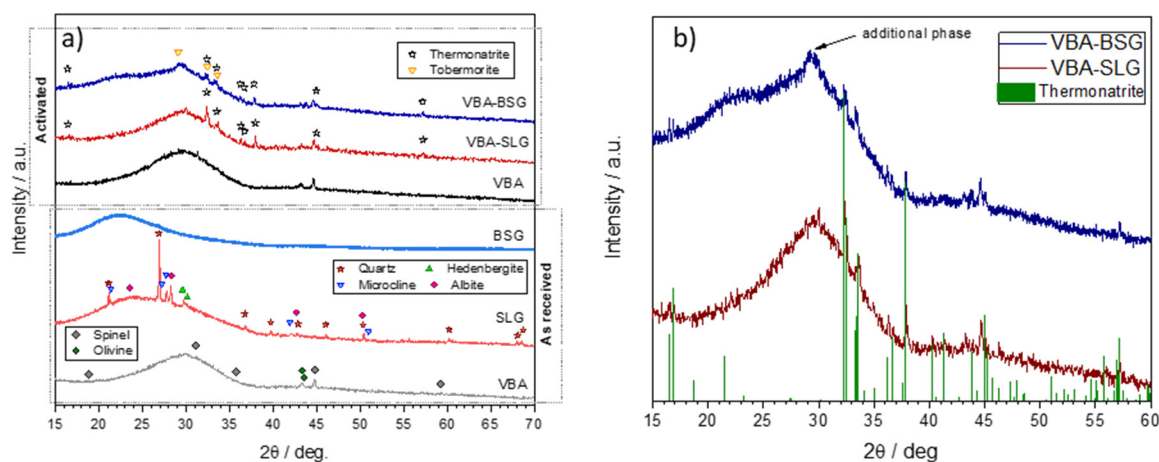 a)
Intensity / a.u.
Activated
As received
Thermonatrite
Tobermorite
VBA-BSG
VBA-SLG
VBA
BSG
Quartz
Hedenbergite
Microcline
Albite
SLG
Spinel
Olivine
VBA
15 20 25 30 35 40 45 50 55 60 65 70
2θ / deg.
b)
Intensity / a.u.
additional phase
VBA-BSG
VBA-SLG
Thermonatrite
15 20 25 30 35 40 45 50 55 60
2θ / deg